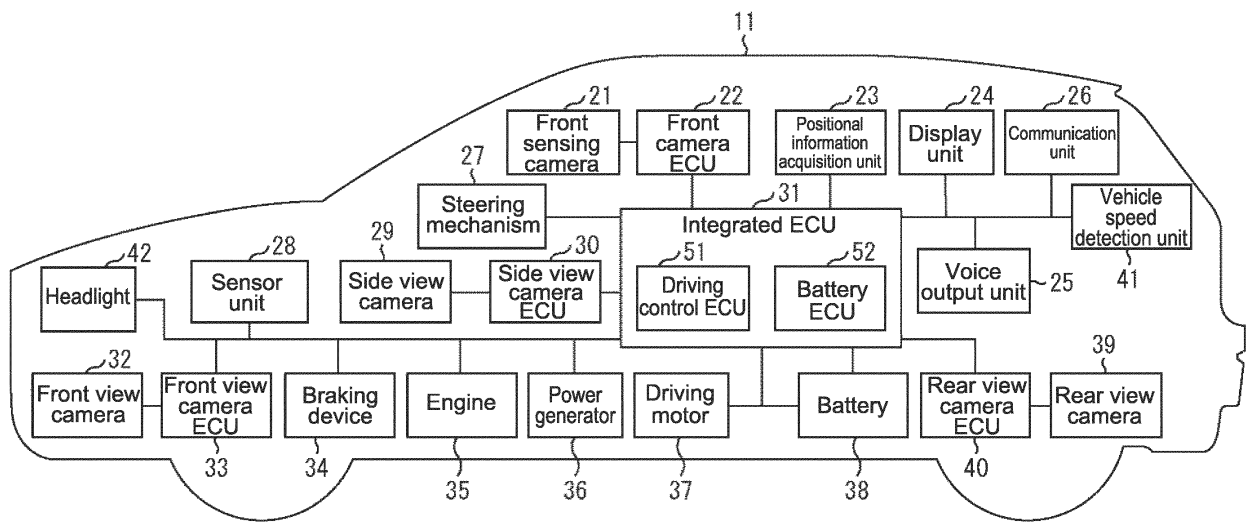 11
21
22
23
24
26
Front
sensing
camera
Front
camera
ECU
Positional
information
acquisition unit
Display
unit
Communication
unit
27
Steering
mechanism
31
Integrated ECU
Vehicle
speed
detection unit
41
42
Headlight
28
Sensor
unit
29
Side view
camera
30
Side view
camera
ECU
51
Driving
control ECU
52
Battery
ECU
Voice
output unit
25
32
Front view
camera
Front view
camera
ECU
33
Braking
device
34
Engine
35
Power
generator
36
Driving
motor
37
Battery
38
Rear view
camera
ECU
40
39
Rear view
camera